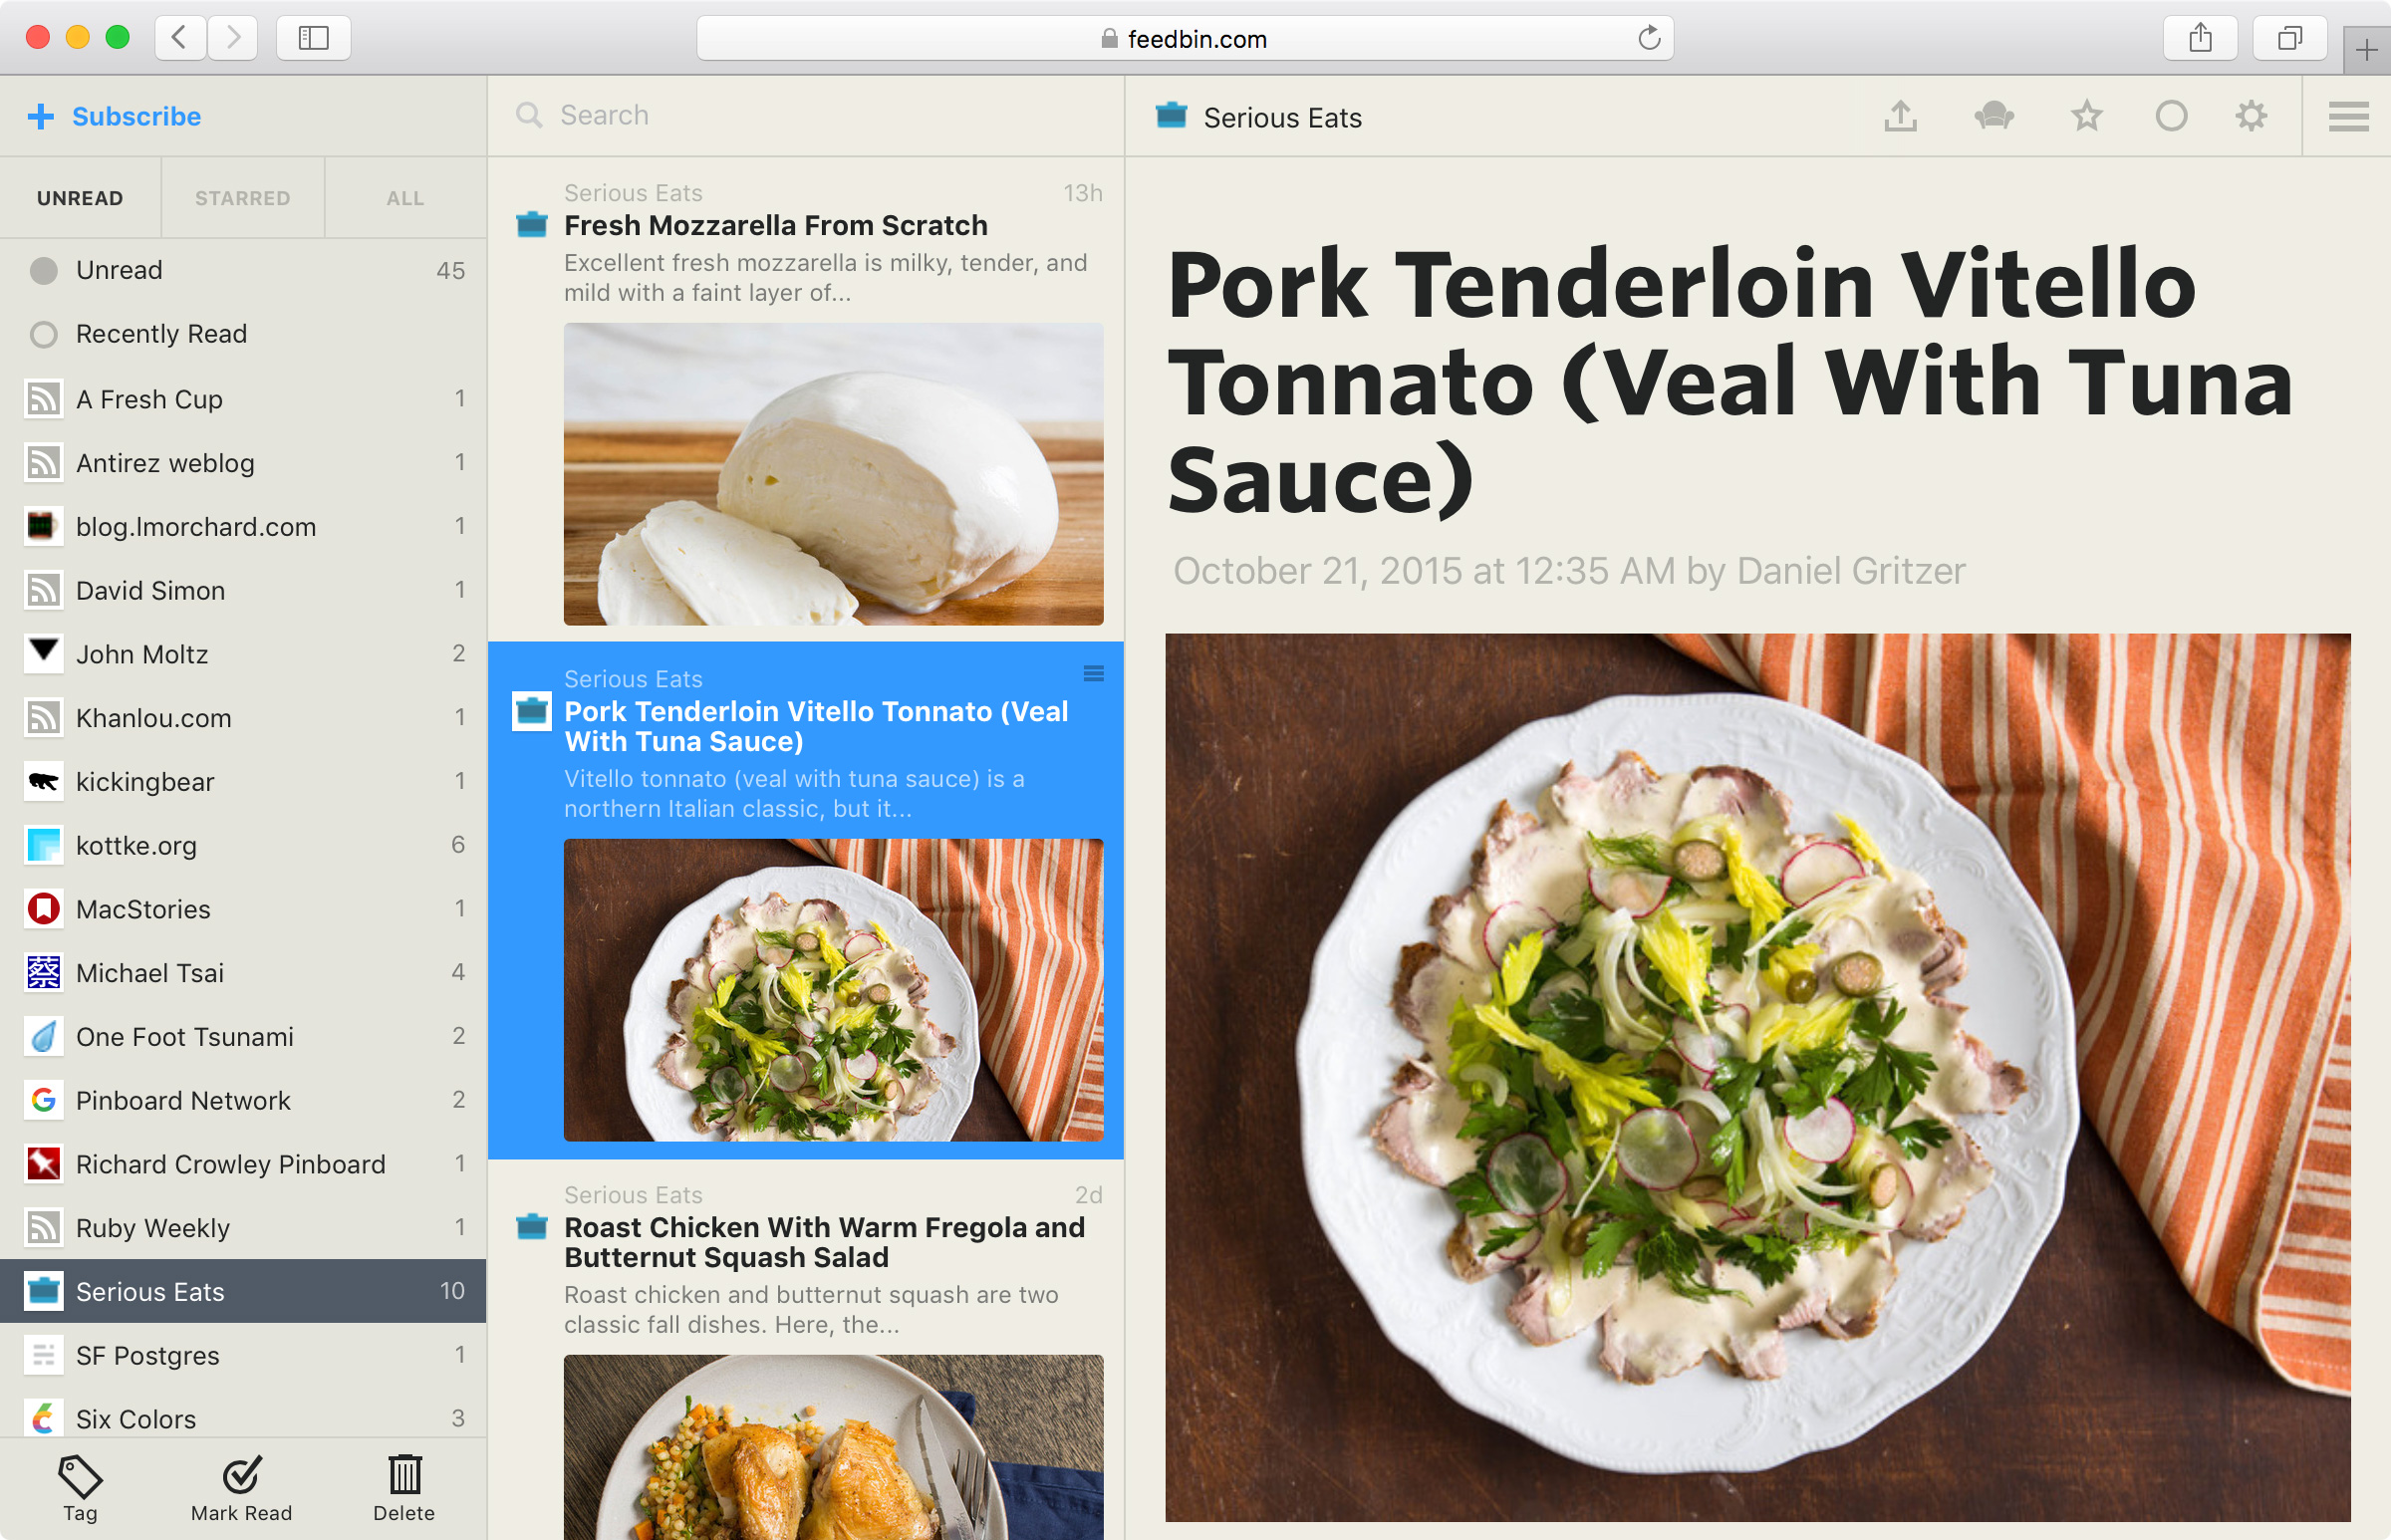 feedbin.com
Subscribe
UNREAD
STARRED
ALL
Unread 45
Recently Read
A Fresh Cup 1
Antirez weblog 1
blog.lmorchard.com 1
David Simon 1
John Moltz 2
Khanlou.com 1
kickingbear 1
kottke.org 6
MacStories 1
蔡 Michael Tsai 4
One Foot Tsunami 2
Pinboard Network 2
Richard Crowley Pinboard 1
Ruby Weekly 1
Serious Eats 10
SF Postgres 1
Six Colors 3
Tag
Mark Read
Delete
Search
Serious Eats 13h
Fresh Mozzarella From Scratch
Excellent fresh mozzarella is milky, tender, and
mild with a faint layer of...
Serious Eats
Pork Tenderloin Vitello Tonnato (Veal
With Tuna Sauce)
Vitello tonnato (veal with tuna sauce) is a
northern Italian classic, but it...
Serious Eats 2d
Roast Chicken With Warm Fregola and
Butternut Squash Salad
Roast chicken and butternut squash are two
classic fall dishes. Here, the...
Serious Eats
Pork Tenderloin Vitello
Tonnato (Veal With Tuna
Sauce)
October 21, 2015 at 12:35 AM by Daniel Gritzer